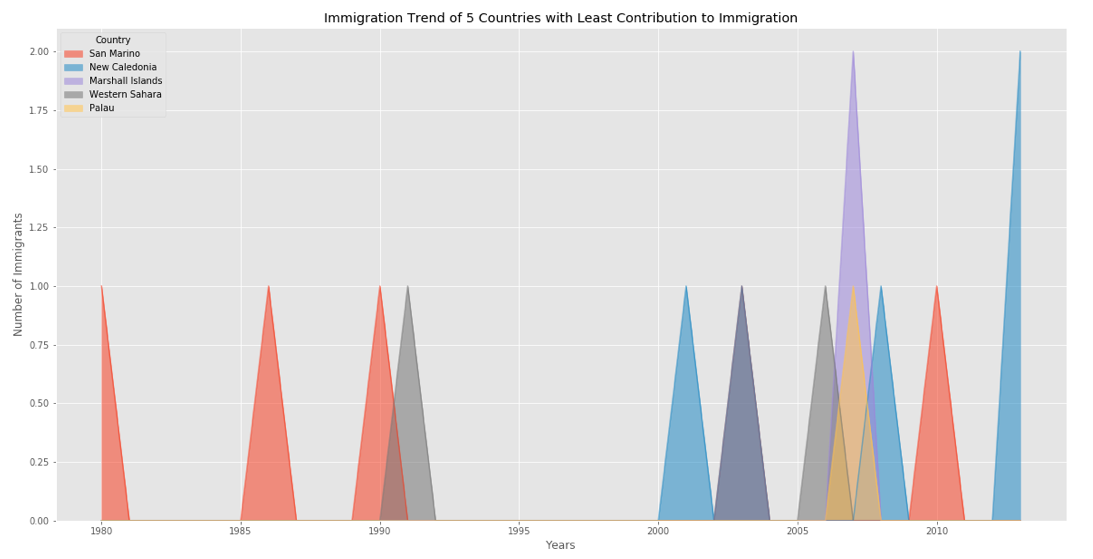 Immigration Trend of 5 Countries with Least Contribution to Immigration
Country
San Marino
New Caledonia
Marshall Islands
Western Sahara
Palau
2.00
1.75
1.50
1.25
1.00
0.75
0.50
0.25
0.00
Number of Immigrants
1980 1985 1990 1995 2000 2005 2010
Years